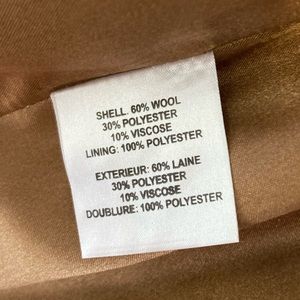 SHELL. 60% WOOL
30% POLYESTER
10% VISCOSE
LINING: 100% POLYESTER
EXTERIEUR: 60% LAINE
30% POLYESTER
10% VISCOSE
DOUBLURE: 100% POLYESTER